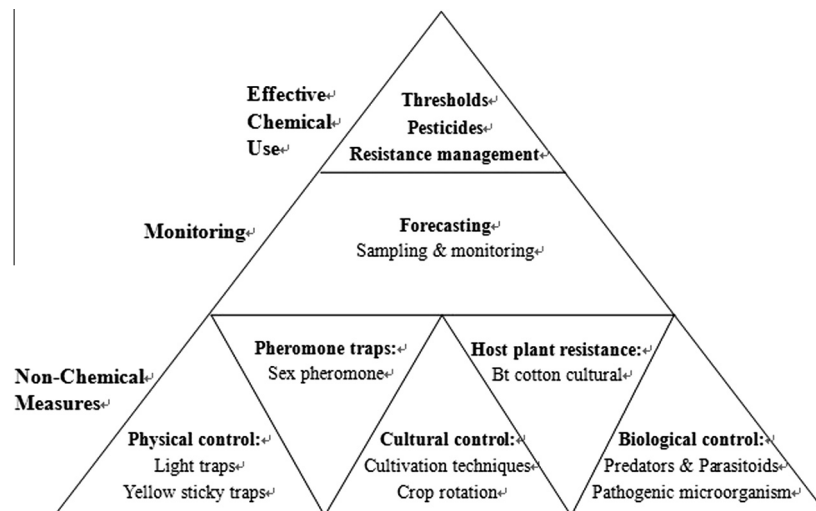 Effective
Chemical
Use
Thresholds
Pesticides
Resistance management
Monitoring
Forecasting
Sampling & monitoring
Non-Chemical
Measures
Pheromone traps:
Sex pheromone
Host plant resistance:
Bt cotton cultural
Physical control:
Light traps
Yellow sticky traps
Cultural control:
Cultivation techniques
Crop rotation
Biological control:
Predators & Parasitoids
Pathogenic microorganism